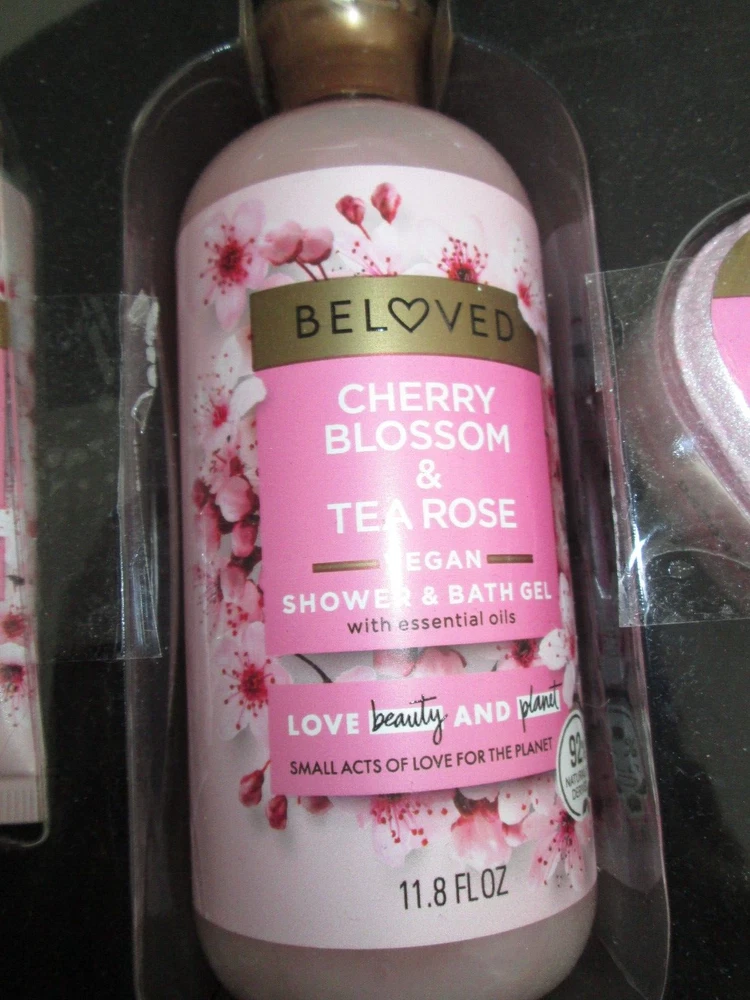 BELOVED
CHERRY
BLOSSOM
&
TEA ROSE
VEGAN
SHOWER & BATH GEL
with essential oils
LOVE beauty AND planet
SMALL ACTS OF LOVE FOR THE PLANET
92
11.8 FL OZ